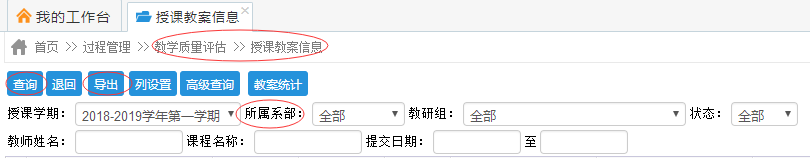 我的工作台 授课教案信息
首页 >> 过程管理 >> 教学质量评估 >> 授课教案信息
查询 退回 导出 列设置 高级查询 教案统计
授课学期： 2018-2019学年第一学期 所属系部： 全部 教研组： 全部 状态： 全部
教师姓名： 课程名称： 提交日期： 至